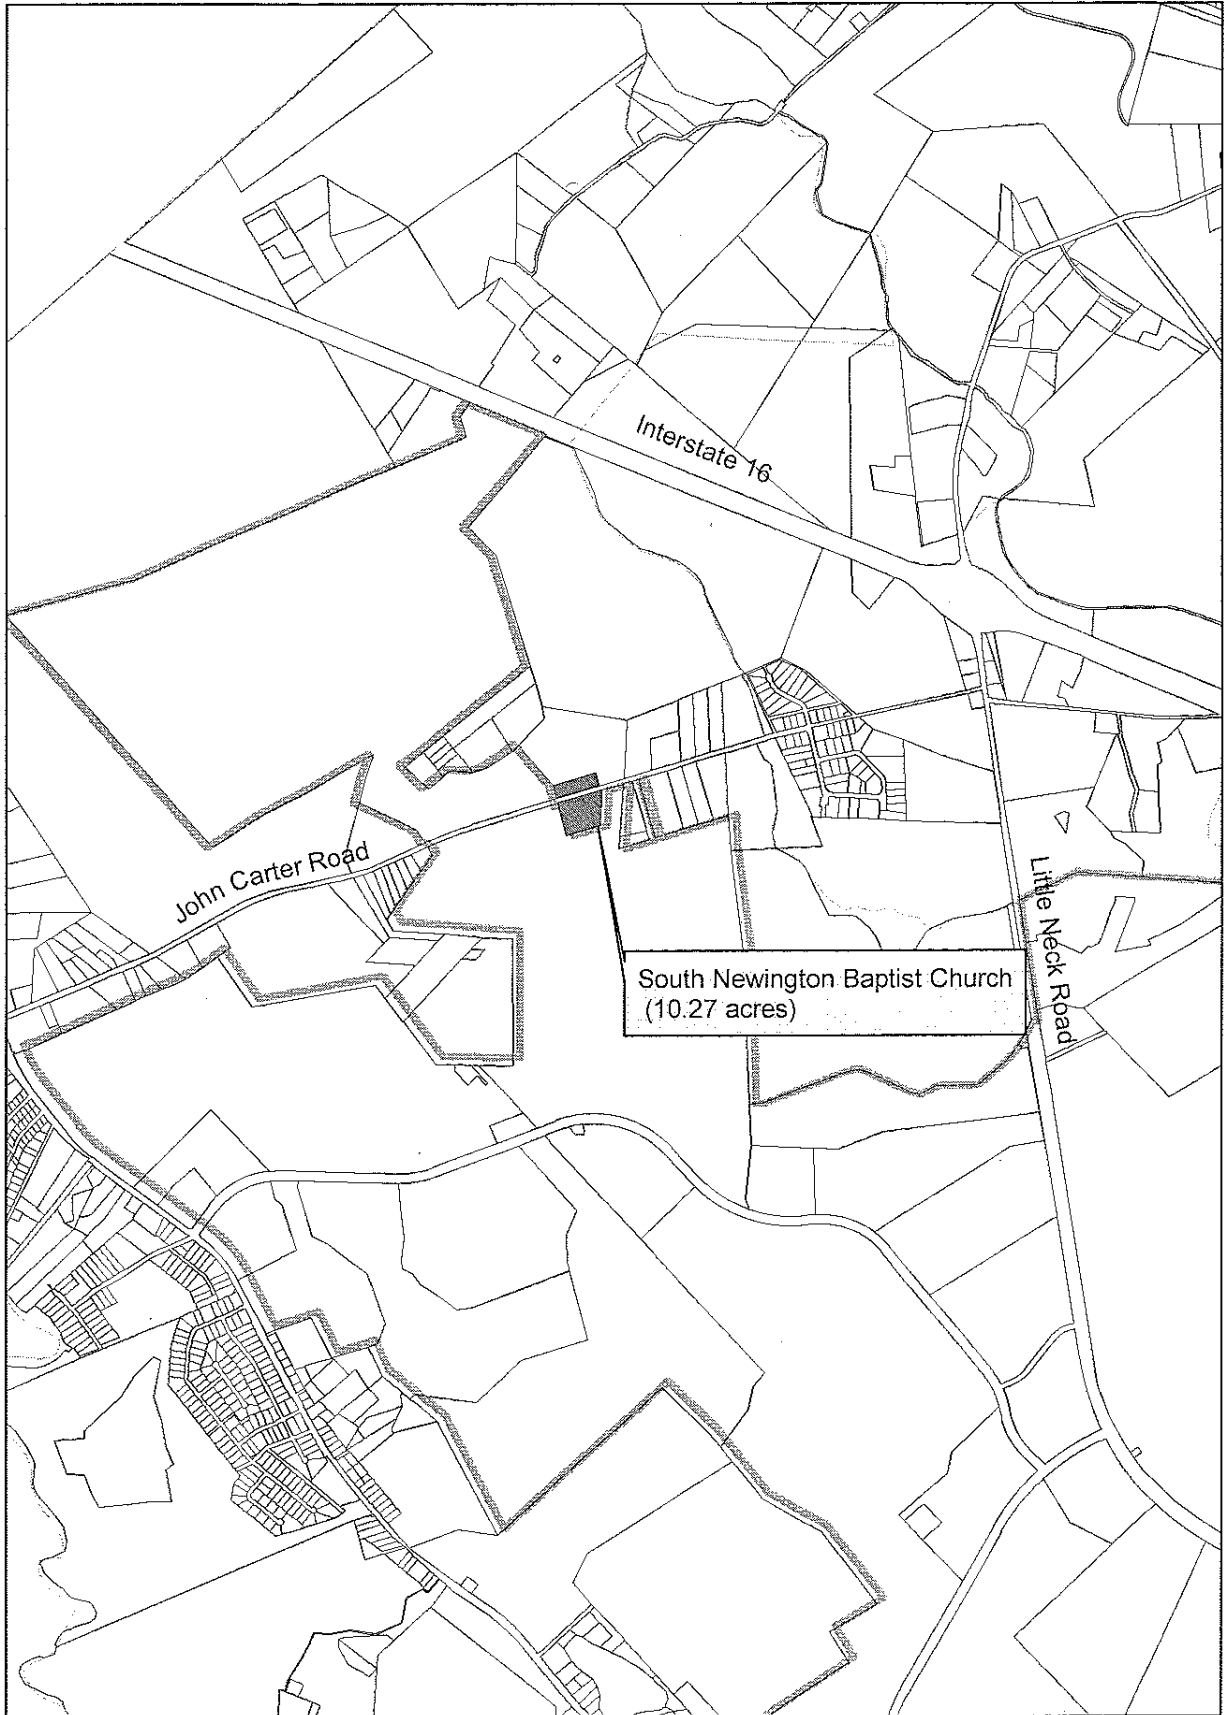 Interstate 16
John Carter Road
Little Neck Road
South Newington Baptist Church
(10.27 acres)